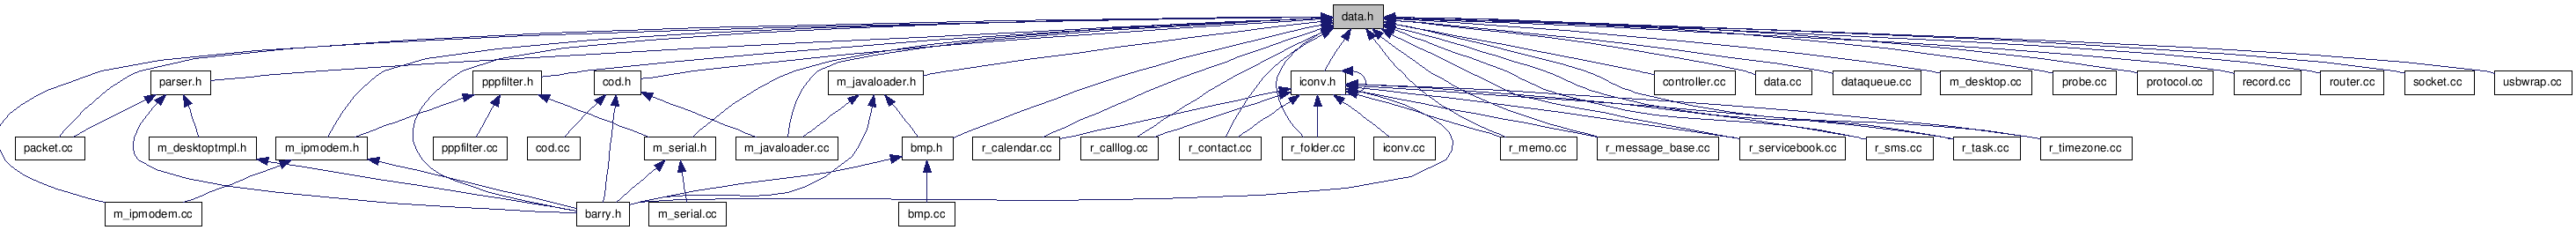 data.h
parser.h
pppfilter.h
cod.h
m_javaloader.h
iconv.h
controller.cc
data.cc
dataqueue.cc
m_desktop.cc
probe.cc
protocol.cc
record.cc
router.cc
socket.cc
usbwrap.cc
packet.cc
m_desktoptmpl.h
m_ipmodem.h
pppfilter.cc
cod.cc
m_serial.h
m_javaloader.cc
bmp.h
r_calendar.cc
r_calllog.cc
r_contact.cc
r_folder.cc
iconv.cc
r_memo.cc
r_message_base.cc
r_servicebook.cc
r_sms.cc
r_task.cc
r_timezone.cc
m_ipmodem.cc
barry.h
m_serial.cc
bmp.cc